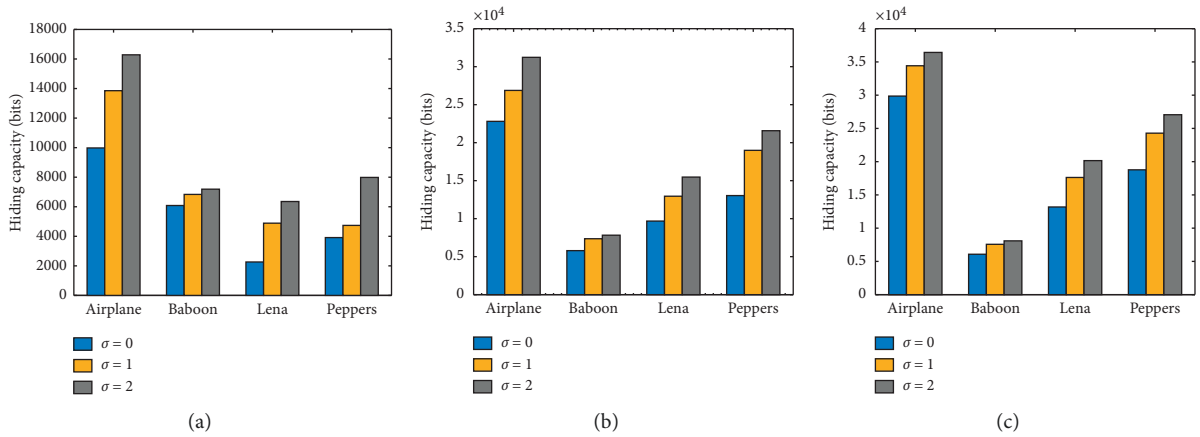 18000
16000
14000
12000
10000
8000
6000
4000
2000
0
Hiding capacity (bits)
Airplane Baboon Lena Peppers
σ = 0
σ = 1
σ = 2
(a)
×10⁴
3.5
3
2.5
2
1.5
1
0.5
0
Hiding capacity (bits)
Airplane Baboon Lena Peppers
σ = 0
σ = 1
σ = 2
(b)
×10⁴
4
3.5
3
2.5
2
1.5
1
0.5
0
Hiding capacity (bits)
Airplane Baboon Lena Peppers
σ = 0
σ = 1
σ = 2
(c)